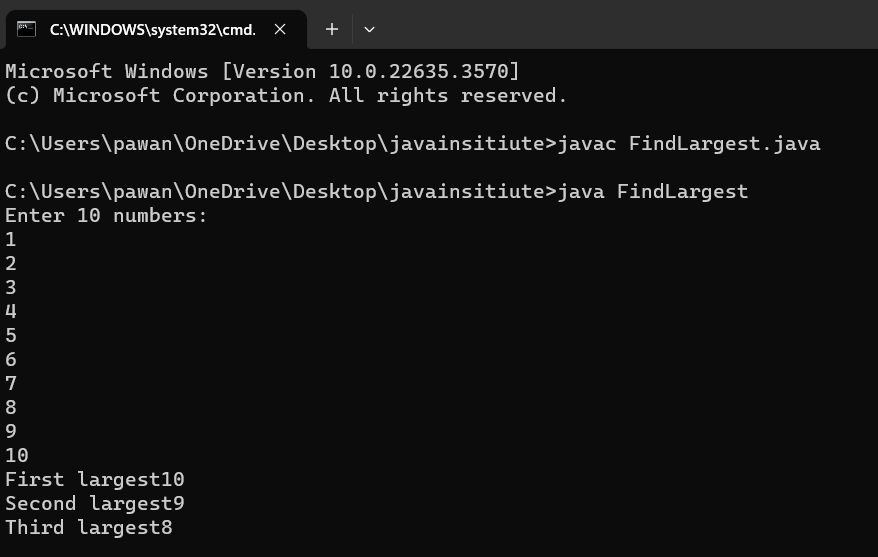 C:\WINDOWS\system32\cmd.
Microsoft Windows [Version 10.0.22635.3570]
(c) Microsoft Corporation. All rights reserved.
C:\Users\pawan\OneDrive\Desktop\javainsitiute>javac FindLargest.java
C:\Users\pawan\OneDrive\Desktop\javainsitiute>java FindLargest
Enter 10 numbers:
1
2
3
4
5
6
7
8
9
10
First largest10
Second largest9
Third largest8